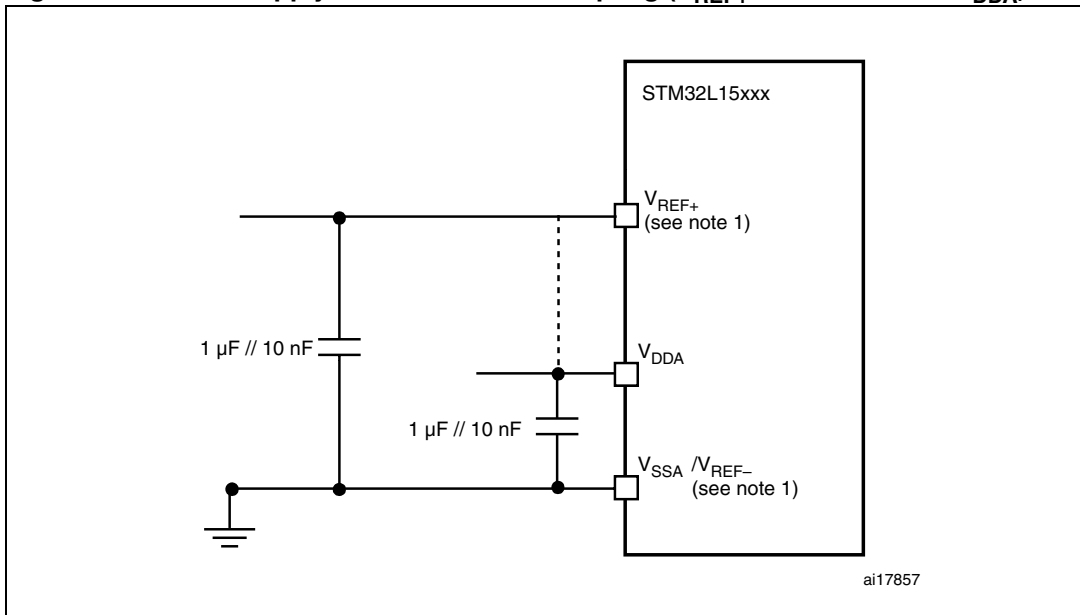 STM32L15xxx
VREF+
(see note 1)
1 µF // 10 nF
VDDA
1 µF // 10 nF
VSSA /VREF–
(see note 1)
ai17857